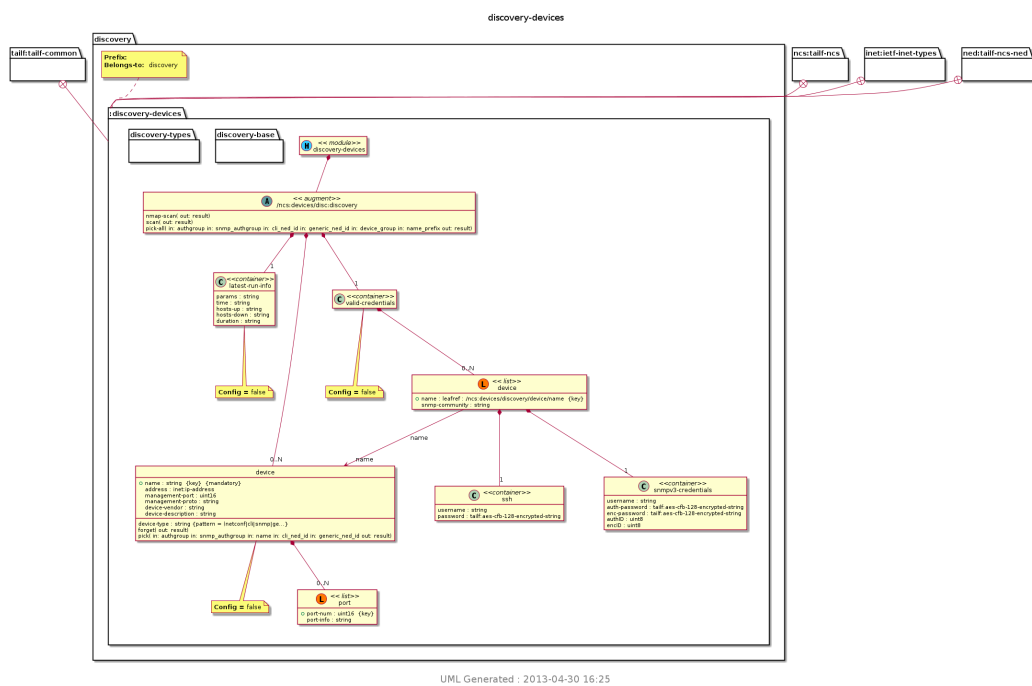 discovery-devices
discovery
tailf:tailf-common
ncs:tailf-ncs
inet:ietf-inet-types
ned:tailf-ncs-ned
Prefix:
Belongs-to: discovery
:discovery-devices
discovery-types
discovery-base
M
<< module>>
discovery-devices
A
<< augment>>
/ncs:devices/disc:discovery
nmap-scan( out: result)
scan( out: result)
pick-all( in: authgroup in: snmp_authgroup in: cli_ned_id in: generic_ned_id in: device_group in: name_prefix out: result)
1
1
C
<<container>>
latest-run-info
params : string
time : string
hosts-up : string
hosts-down : string
duration : string
C
<<container>>
valid-credentials
0..N
Config = false
Config = false
L
<< list>>
device
name : leafref : /ncs:devices/discovery/device/name {key}
snmp-community : string
name
name
0..N
1
1
device
name : string {key} {mandatory}
address : inet:ip-address
management-port : uint16
management-proto : string
device-vendor : string
device-description : string
device-type : string {pattern = (netconf|cli|snmp|ge...}
forget( out: result)
pick( in: authgroup in: snmp_authgroup in: name in: cli_ned_id in: generic_ned_id out: result)
C
<<container>>
ssh
username : string
password : tailf:aes-cfb-128-encrypted-string
C
<<container>>
snmpv3-credentials
username : string
auth-password : tailf:aes-cfb-128-encrypted-string
enc-password : tailf:aes-cfb-128-encrypted-string
authID : uint8
encID : uint8
0..N
Config = false
L
<< list>>
port
port-num : uint16 {key}
port-info : string
UML Generated : 2013-04-30 16:25